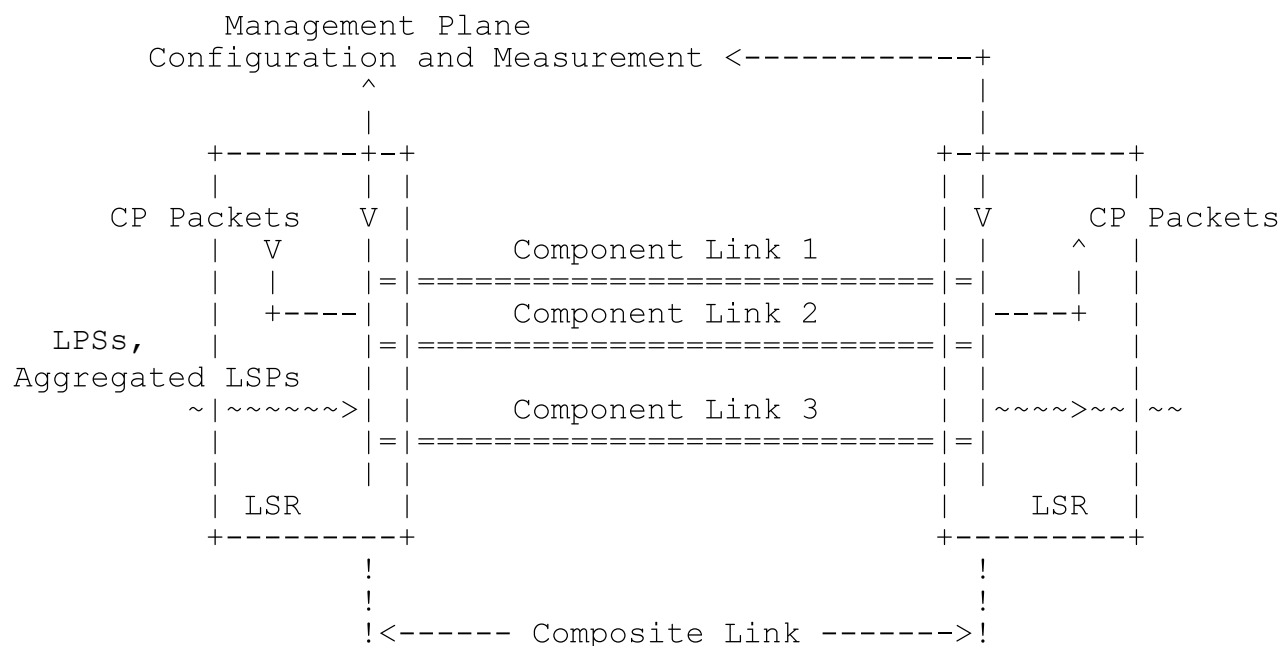 Management Plane
Configuration and Measurement <------------+
^ |
| |
+-------+-+ +-+-------+
| | | | | |
CP Packets V | | V CP Packets
| V | | Component Link 1 | | ^ |
| | |=|===========================|=| | |
| +----| | Component Link 2 | |----+ |
LPSs, | |=|===========================|=| |
Aggregated LSPs | | | | |
~|~~~~~~>| | Component Link 3 | |~~~~>~~|~~
| |=|===========================|=| |
| | | | | |
| LSR | | LSR |
+---------+ +---------+
! !
! !
!<------ Composite Link ------->!